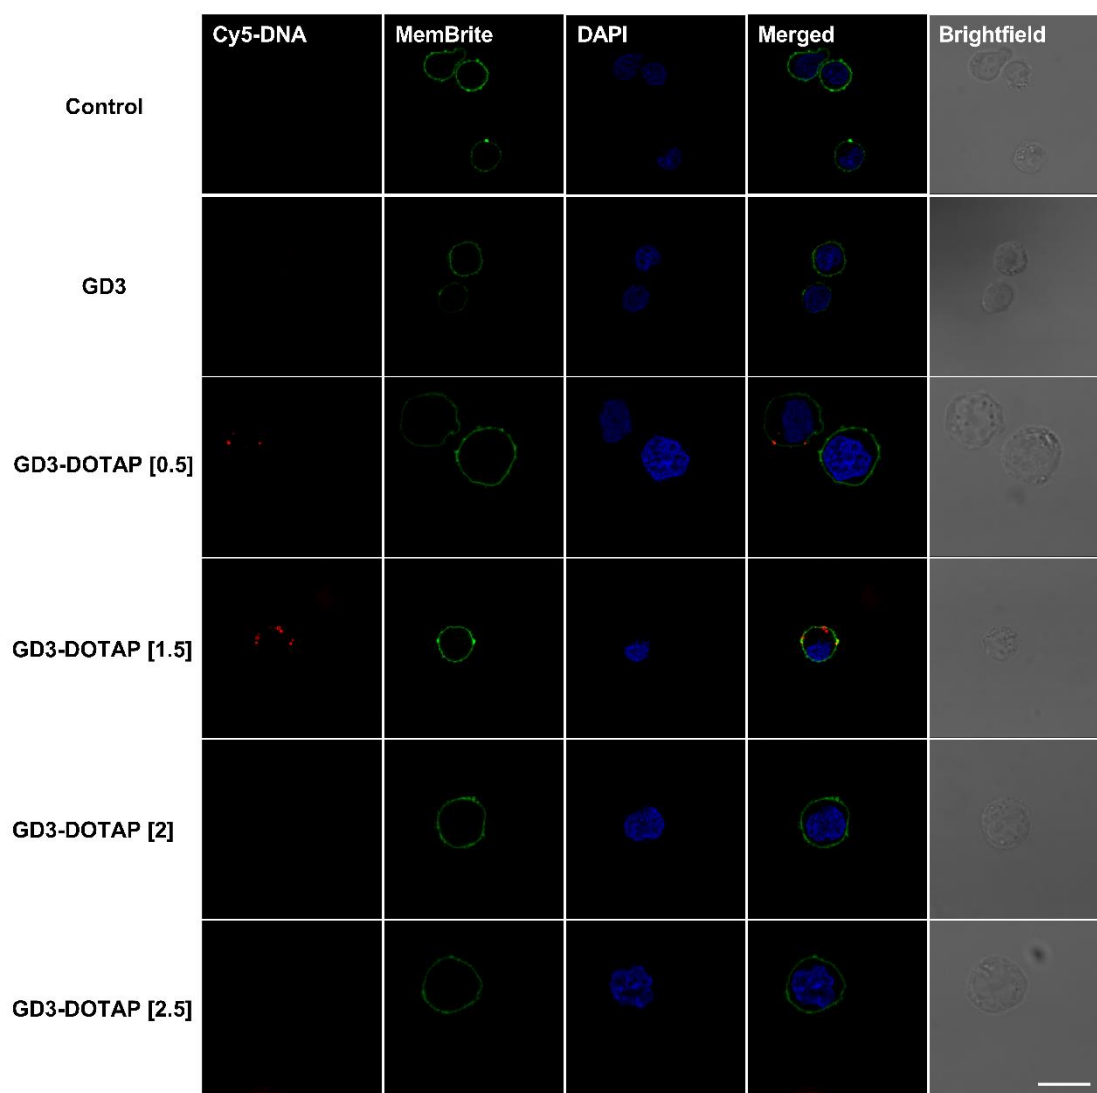 Cy5-DNA MemBrite DAPI Merged Brightfield
Control
GD3
GD3-DOTAP [0.5]
GD3-DOTAP [1.5]
GD3-DOTAP [2]
GD3-DOTAP [2.5]